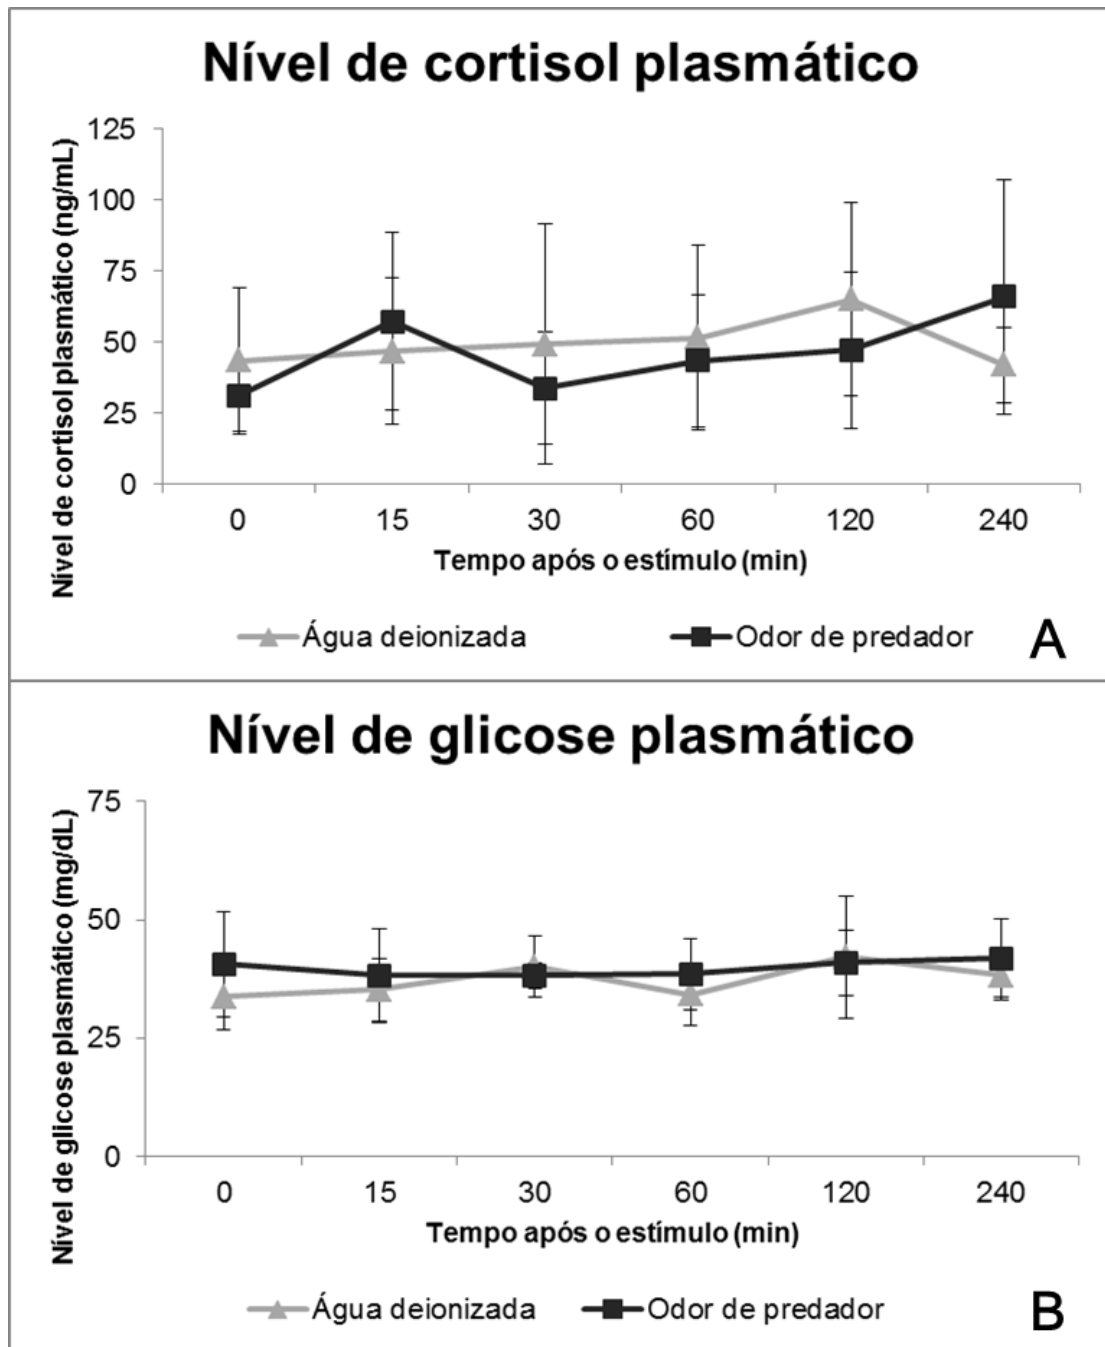 Nível de cortisol plasmático
Nível de cortisol plasmático (ng/mL)
125
100
75
50
25
0
0 15 30 60 120 240
Tempo após o estímulo (min)
Água deionizada Odor de predador
A
Nível de glicose plasmático
Nível de glicose plasmático (mg/dL)
75
50
25
0
0 15 30 60 120 240
Tempo após o estímulo (min)
Água deionizada Odor de predador
B